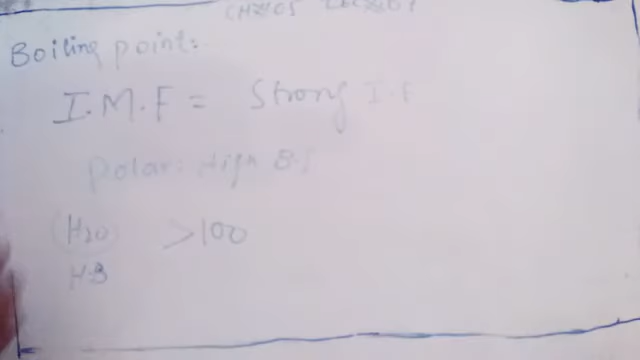 Boiling point:
I.M.F = Strong I.F
polar: High B.
H2O >100
H.B